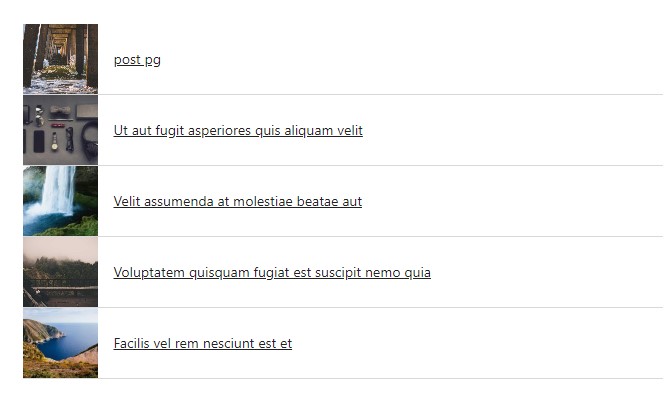 post pg
Ut aut fugit asperiores quis aliquam velit
Velit assumenda at molestiae beatae aut
Voluptatem quisquam fugiat est suscipit nemo quia
Facilis vel rem nesciunt est et